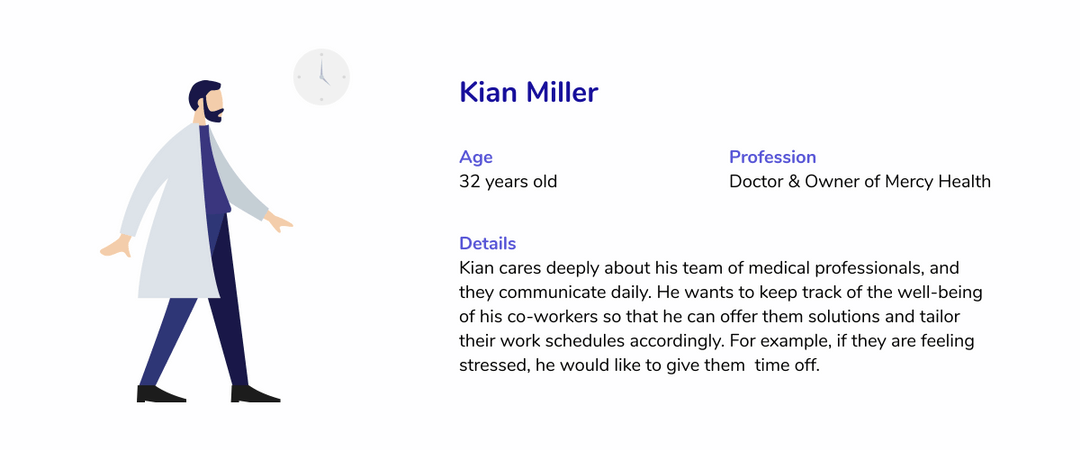 Kian Miller
Age
32 years old
Profession
Doctor & Owner of Mercy Health
Details
Kian cares deeply about his team of medical professionals, and
they communicate daily. He wants to keep track of the well-being
of his co-workers so that he can offer them solutions and tailor
their work schedules accordingly. For example, if they are feeling
stressed, he would like to give them  time off.